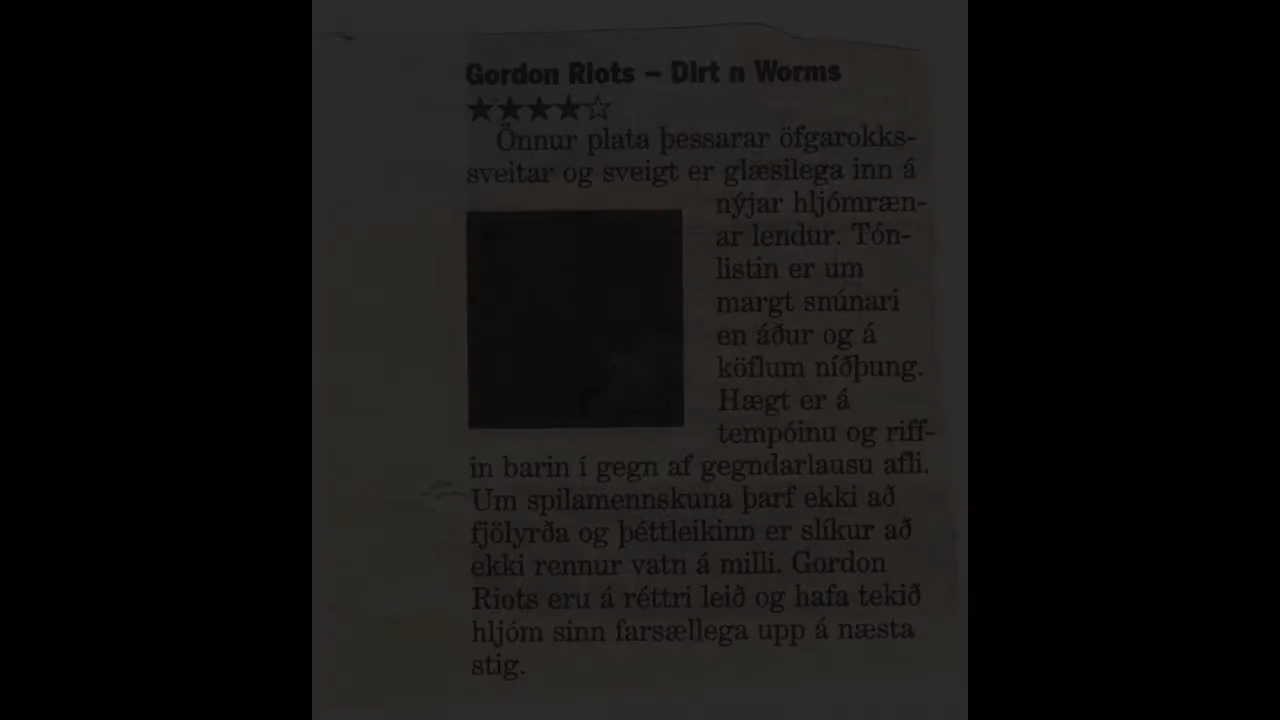 Gordon Riots – Dirt n Worms
★★★★☆
Önnur plata þessarar öfgarokks-
sveitar og sveigt er glæsilega inn á
nýjar hljómræn-
ar lendur. Tón-
listin er um
margt snúnari
en áður og á
köflum níðþung.
Hægt er á
tempóinu og riff-
in barin í gegn af gegndarlausu afli.
Um spilamennskuna þarf ekki að
fjölyrða og þéttleikinn er slíkur að
ekki rennur vatn á milli. Gordon
Riots eru á réttri leið og hafa tekið
hljóm sinn farsællega upp á næsta
stig.